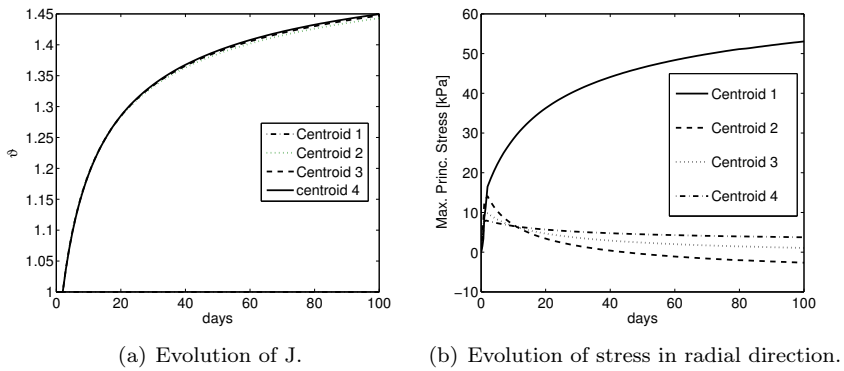 1.45
1.4
1.35
1.3
1.25
1.2
1.15
1.1
1.05
1
ϑ
0 20 40 60 80 100
days
Centroid 1
Centroid 2
Centroid 3
centroid 4
(a) Evolution of J.
60
50
40
30
20
10
0
−10
Max. Princ. Stress [kPa]
0 20 40 60 80 100
days
Centroid 1
Centroid 2
Centroid 3
Centroid 4
(b) Evolution of stress in radial direction.